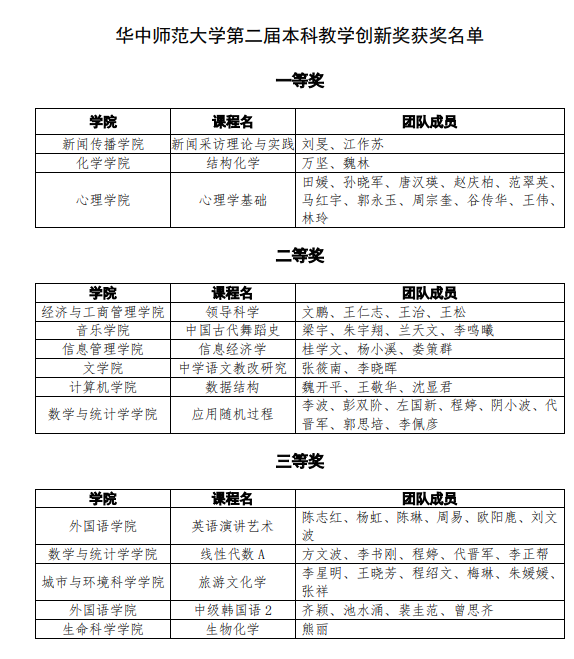 华中师范大学第二届本科教学创新奖获奖名单
一等奖
学院 课程名 团队成员
新闻传播学院 新闻采访理论与实践 刘旻、江作苏
化学学院 结构化学 万坚、魏林
心理学院 心理学基础 田媛、孙晓军、唐汉瑛、赵庆柏、范翠英、
马红宇、郭永玉、周宗奎、谷传华、王伟、
林玲
二等奖
学院 课程名 团队成员
经济与工商管理学院 领导科学 文鹏、王仁志、王治、王松
音乐学院 中国古代舞蹈史 梁宇、朱宇翔、兰天文、李鸣曦
信息管理学院 信息经济学 桂学文、杨小溪、娄策群
文学院 中学语文教改研究 张筱南、李晓晖
计算机学院 数据结构 魏开平、王敬华、沈显君
数学与统计学学院 应用随机过程 李波、彭双阶、左国新、程婷、阴小波、代
晋军、郭思培、李佩彦
三等奖
学院 课程名 团队成员
外国语学院 英语演讲艺术 陈志红、杨虹、陈琳、周易、欧阳鹿、刘文
波
数学与统计学学院 线性代数A 方文波、李书刚、程婷、代晋军、李正帮
城市与环境科学学院 旅游文化学 李星明、王晓芳、程绍文、梅琳、朱媛媛、
张祥
外国语学院 中级韩国语2 齐颖、池水涌、裴圭范、曾思齐
生命科学学院 生物化学 熊丽